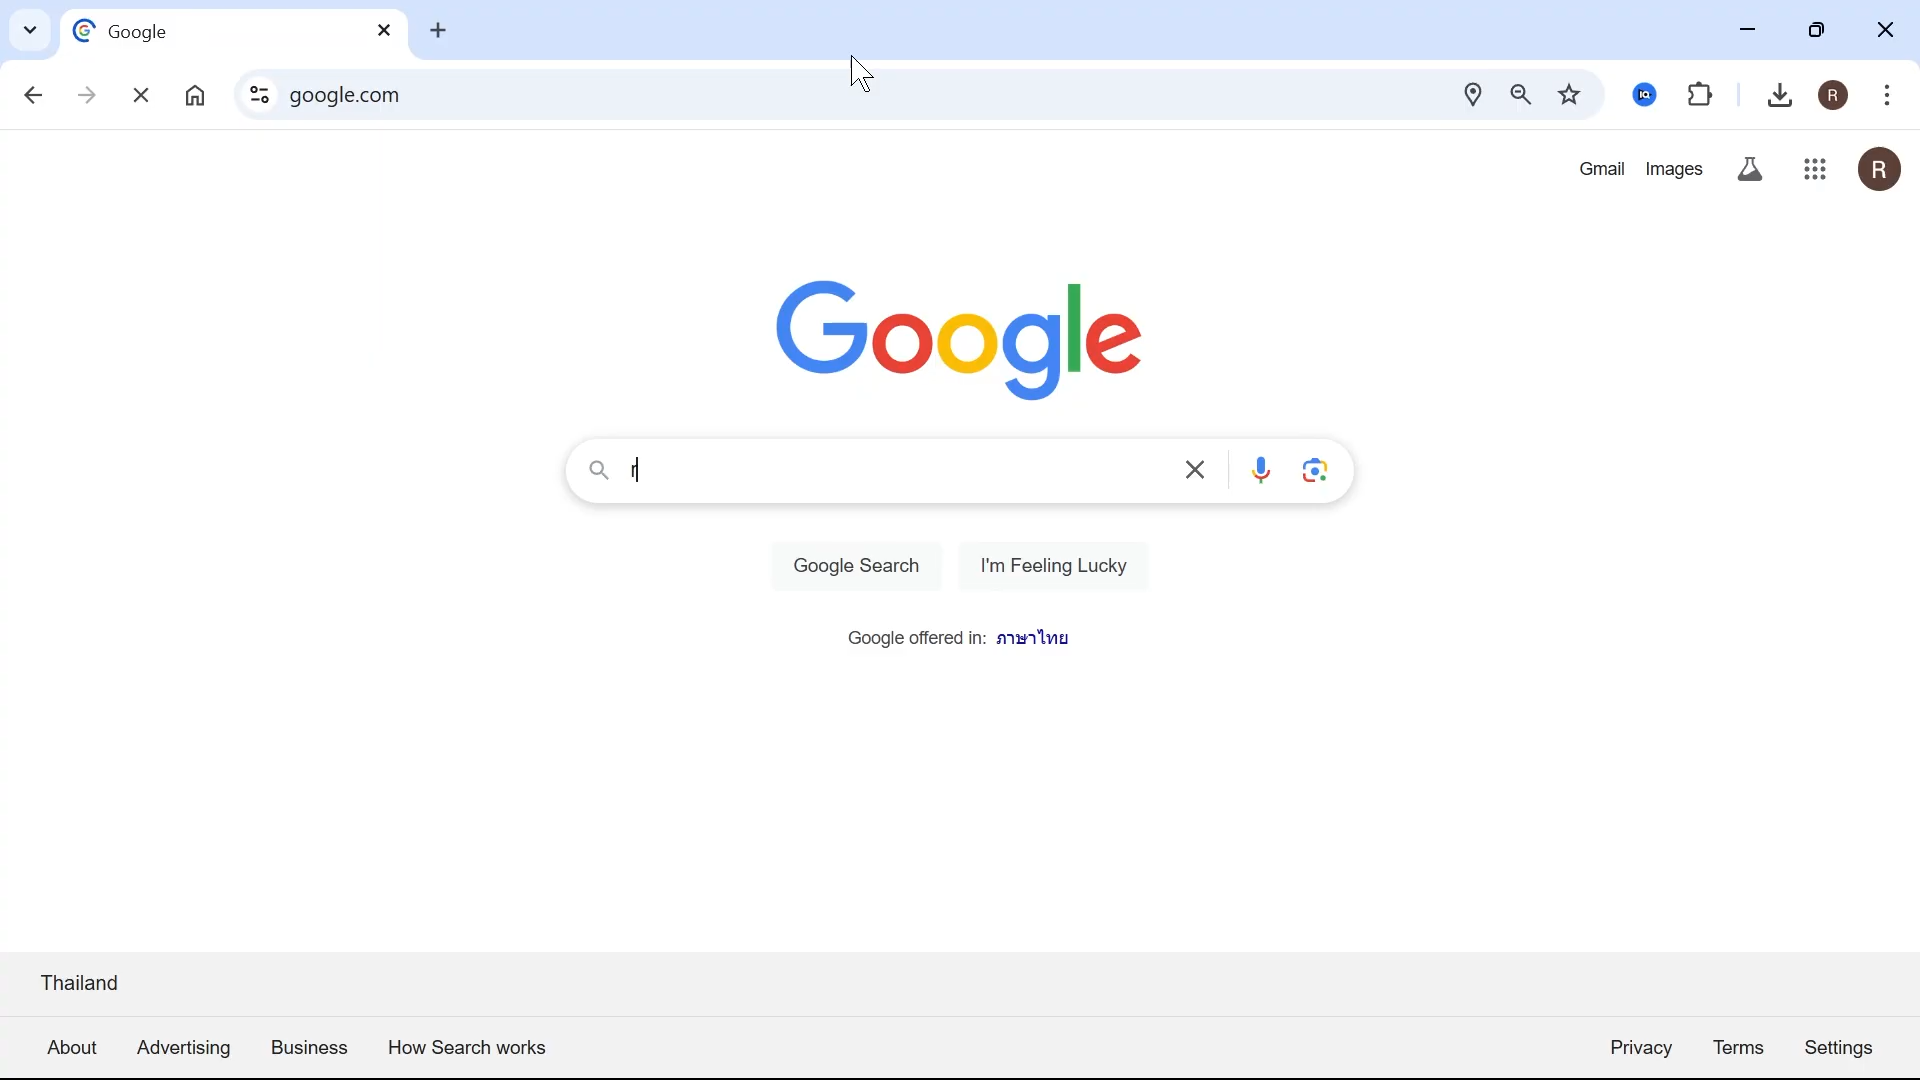 Google
google.com
R
Gmail Images R
Google
r
Google Search I'm Feeling Lucky
Google offered in: ภาษาไทย
Thailand
About Advertising Business How Search works Privacy Terms Settings